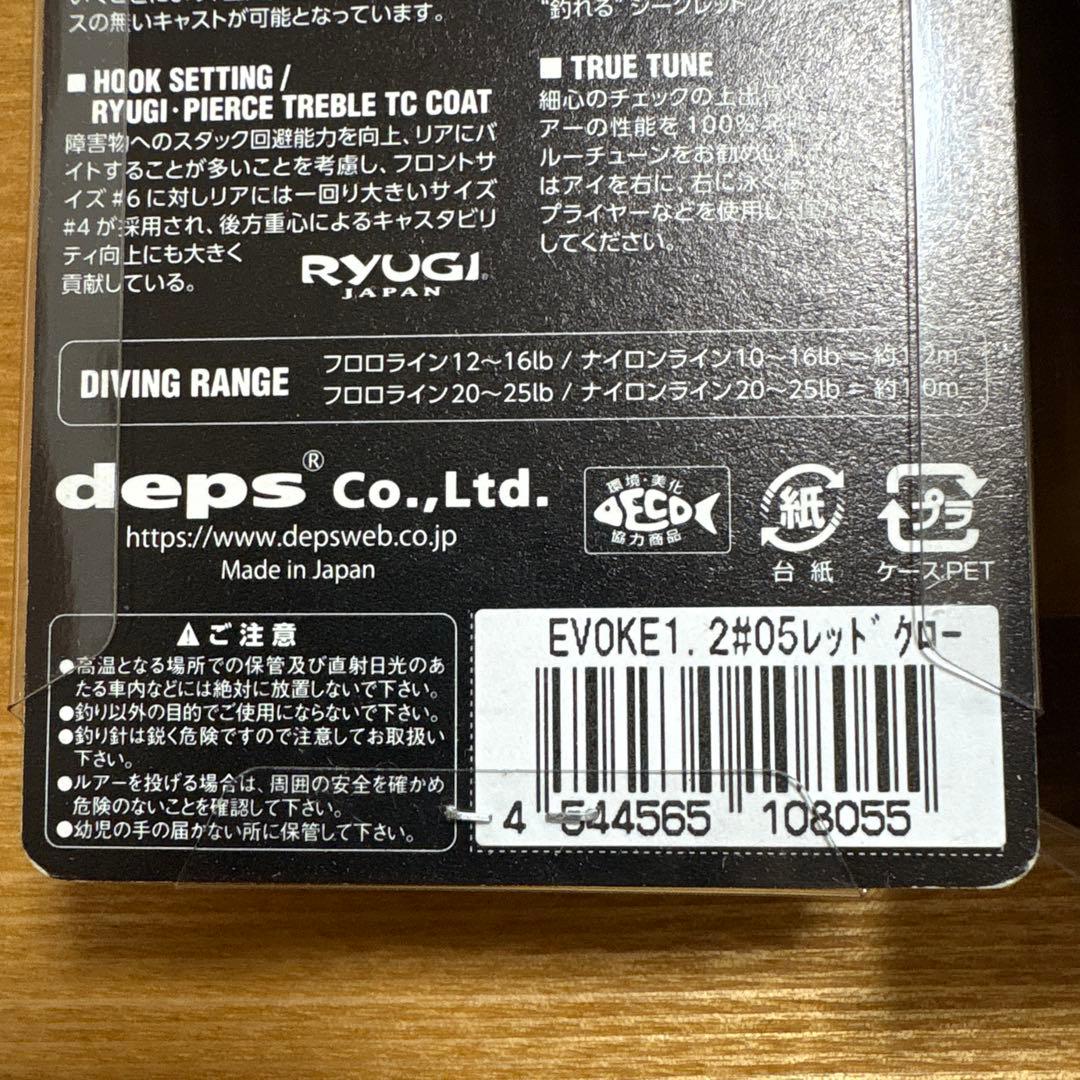 スの無いキャストが可能となっています。
"釣れる"シークレット
■ HOOK SETTING /
RYUGI・PIERCE TREBLE TC COAT
障害物へのスタック回避能力を向上、リアにバ
イトすることが多いことを考慮し、フロントサ
イズ#6に対しリアには一回り大きいサイズ
#4が採用され、後方重心によるキャスタビリ
ティ向上にも大きく
貢献している。
RYUGI
JAPAN
■ TRUE TUNE
細心のチェックの上出
アーの性能を100%
ルーチューンをお勧め
はアイを右に、右に泳ぐ
プライヤーなどを使用し、
してください。
DIVING RANGE
フロロライン12〜16lb / ナイロンライン10〜16lb = 約1.2m
フロロライン20〜25lb / ナイロンライン20〜25lb = 約1.0m
deps® Co.,Ltd.
https://www.depsweb.co.jp
Made in Japan
環境・美化
DECO
協力商品
紙
台紙
プラ
ケース:PET
⚠ご注意
●高温となる場所での保管及び直射日光のあ
たる車内などには絶対に放置しないで下さい。
●釣り以外の目的でご使用にならないで下さい。
●釣り針は鋭く危険ですので注意してお取扱い
下さい。
●ルアーを投げる場合は、周囲の安全を確かめ
危険のないことを確認して下さい。
●幼児の手の届かない所に保管して下さい。
EVOKE1.2#05レッドクロー
4 544565 108055